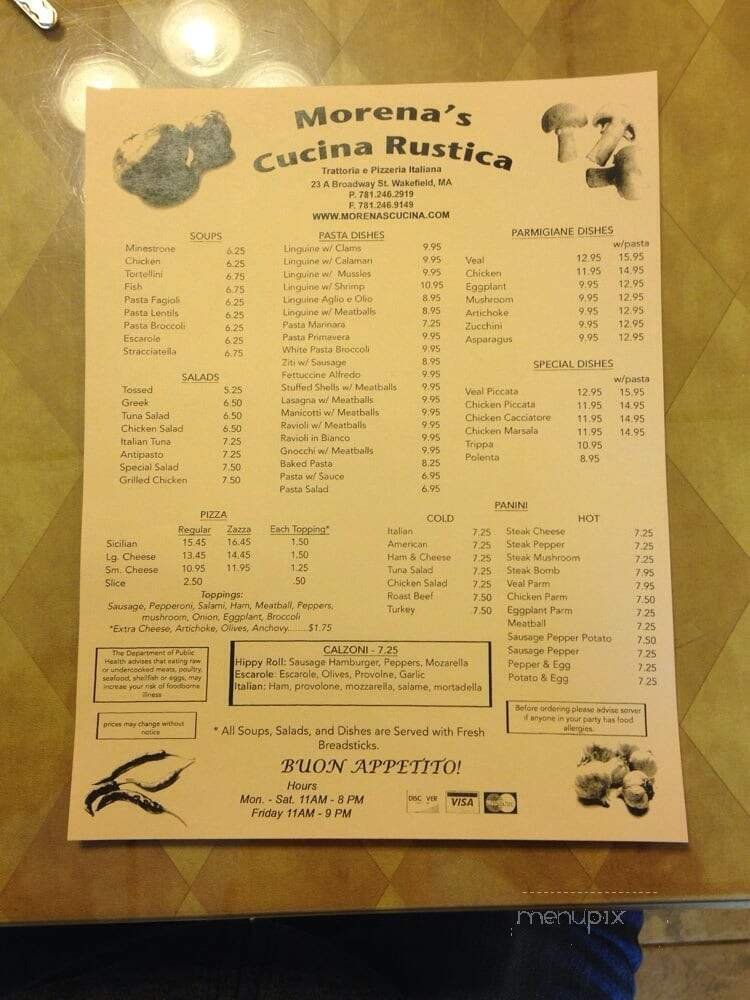 Morena's
Cucina Rustica
Trattoria e Pizzeria Italiana
23 A Broadway St. Wakefield, MA
P. 781.246.2919
F. 781.246.9149
WWW.MORENASCUCINA.COM
SOUPS
Minestrone 6.25
Chicken 6.25
Tortellini 6.75
Fish 6.75
Pasta Fagioli 6.25
Pasta Lentils 6.25
Pasta Broccoli 6.25
Escarole 6.25
Stracciatella 6.75
SALADS
Tossed 5.25
Greek 6.50
Tuna Salad 6.50
Chicken Salad 6.50
Italian Tuna 7.25
Antipasto 7.25
Special Salad 7.50
Grilled Chicken 7.50
PASTA DISHES
Linguine w/ Clams 9.95
Linguine w/ Calamari 9.95
Linguine w/ Mussles 9.95
Linguine w/ Shrimp 10.95
Linguine Aglio e Olio 8.95
Linguine w/ Meatballs 8.95
Pasta Marinara 7.25
Pasta Primavera 9.95
White Pasta Broccoli 9.95
Ziti w/ Sausage 8.95
Fettuccine Alfredo 9.95
Stuffed Shells w/ Meatballs 9.95
Lasagna w/ Meatballs 9.95
Manicotti w/ Meatballs 9.95
Ravioli w/ Meatballs 9.95
Ravioli in Bianco 9.95
Gnocchi w/ Meatballs 9.95
Baked Pasta 8.25
Pasta w/ Sauce 6.95
Pasta Salad 6.95
PARMIGIANE DISHES
w/pasta
Veal 12.95 15.95
Chicken 11.95 14.95
Eggplant 9.95 12.95
Mushroom 9.95 12.95
Artichoke 9.95 12.95
Zucchini 9.95 12.95
Asparagus 9.95 12.95
SPECIAL DISHES
w/pasta
Veal Piccata 12.95 15.95
Chicken Piccata 11.95 14.95
Chicken Cacciatore 11.95 14.95
Chicken Marsala 11.95 14.95
Trippa 10.95
Polenta 8.95
PIZZA
Regular Zazza Each Topping*
Sicilian 15.45 16.45 1.50
Lg. Cheese 13.45 14.45 1.50
Sm. Cheese 10.95 11.95 1.25
Slice 2.50 .50
Toppings:
Sausage, Pepperoni, Salami, Ham, Meatball, Peppers,
mushroom, Onion, Eggplant, Broccoli
*Extra Cheese, Artichoke, Olives, Anchovy........$1.75
PANINI
COLD
Italian 7.25
American 7.25
Ham & Cheese 7.25
Tuna Salad 7.25
Chicken Salad 7.25
Roast Beef 7.50
Turkey 7.50
HOT
Steak Cheese 7.25
Steak Pepper 7.25
Steak Mushroom 7.25
Steak Bomb 7.95
Veal Parm 7.95
Chicken Parm 7.50
Eggplant Parm 7.25
Meatball 7.25
Sausage Pepper Potato 7.50
Sausage Pepper 7.25
Pepper & Egg 7.25
Potato & Egg 7.25
The Department of Public
Health advises that eating raw
or undercooked meats, poultry,
seafood, shellfish or eggs, may
increae your risk of foodborne
illness
CALZONI - 7.25
Hippy Roll: Sausage Hamburger, Peppers, Mozarella
Escarole: Escarole, Olives, Provolne, Garlic
Italian: Ham, provolone, mozzarella, salame, mortadella
prices may change without
notice
Before ordering please advise server
if anyone in your party has food
allergies.
* All Soups, Salads, and Dishes are Served with Fresh
Breadsticks.
BUON APPETITO!
Hours
Mon. - Sat. 11AM - 8 PM
Friday 11AM - 9 PM
DISC VER
VISA
menupix